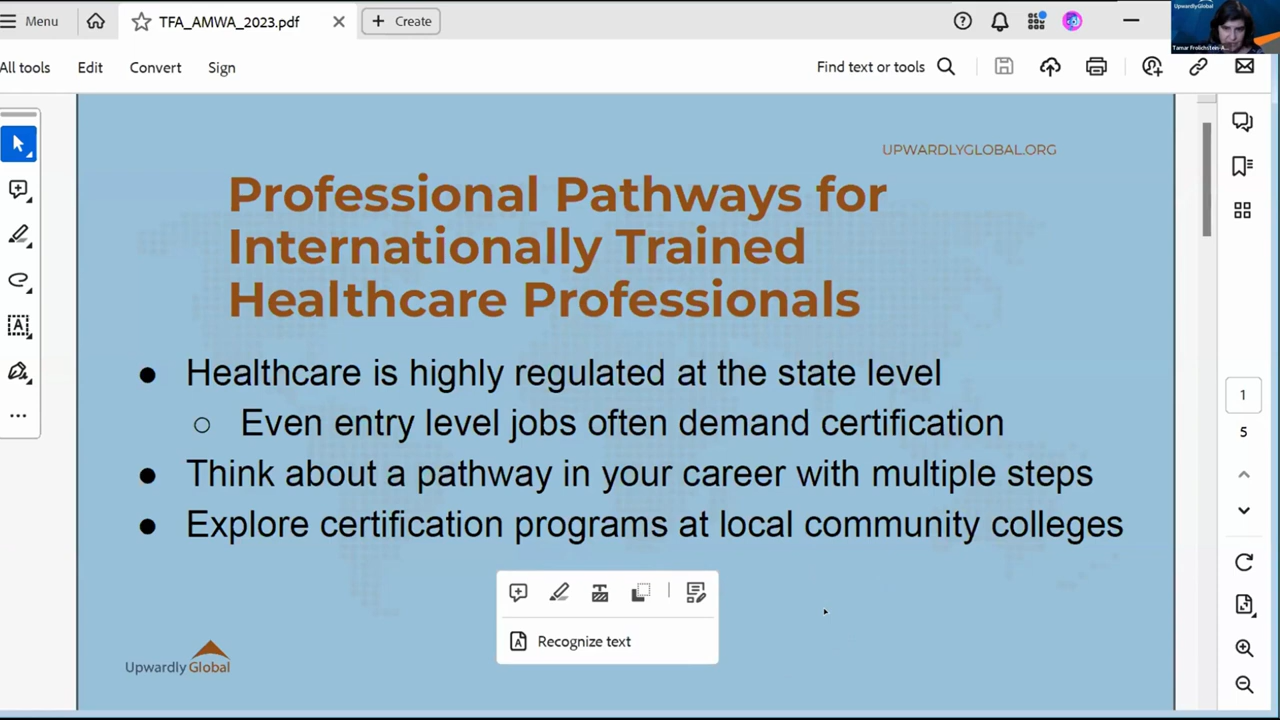 Menu
TFA_AMWA_2023.pdf
Create
UpwardlyGlobal
Tamar Frolichstein-A...
All tools
Edit
Convert
Sign
Find text or tools
UPWARDLYGLOBAL.ORG
Professional Pathways for
Internationally Trained
Healthcare Professionals
● Healthcare is highly regulated at the state level
○ Even entry level jobs often demand certification
● Think about a pathway in your career with multiple steps
● Explore certification programs at local community colleges
1
5
Recognize text
Upwardly Global